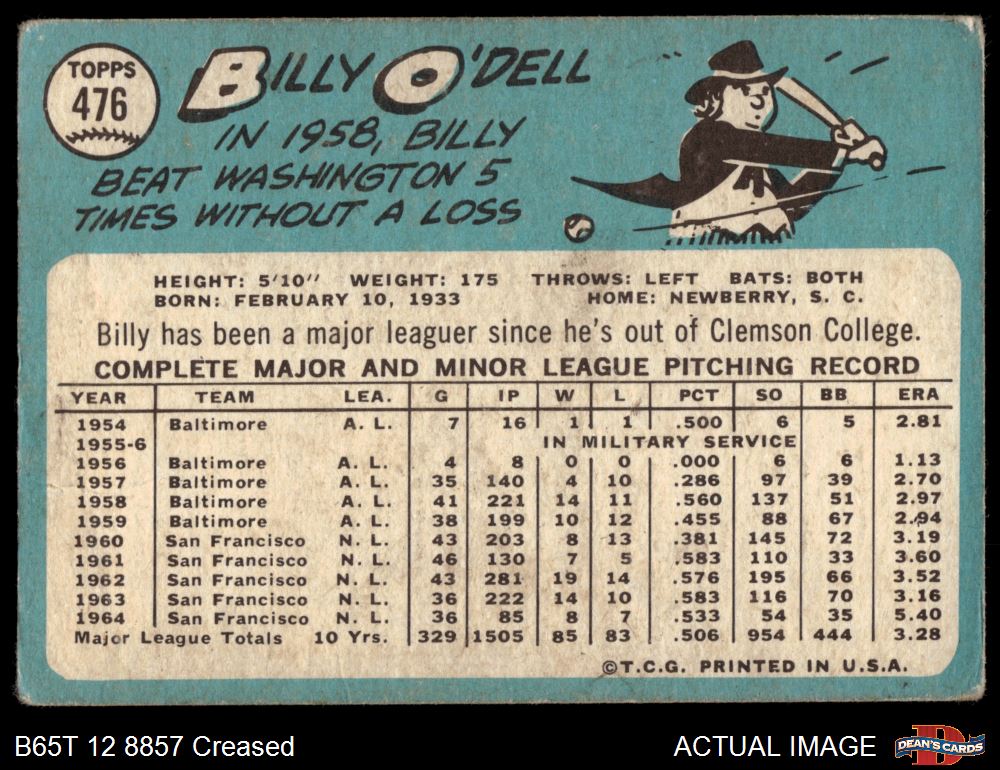 TOPPS
476
BILLY O'DELL
IN 1958, BILLY
BEAT WASHINGTON 5
TIMES WITHOUT A LOSS
HEIGHT: 5'10" WEIGHT: 175 THROWS: LEFT BATS: BOTH
BORN: FEBRUARY 10, 1933 HOME: NEWBERRY, S. C.
Billy has been a major leaguer since he's out of Clemson College.
COMPLETE MAJOR AND MINOR LEAGUE PITCHING RECORD
YEAR TEAM LEA. G IP W L PCT SO BB ERA
1954 Baltimore A. L. 7 16 1 1 .500 6 5 2.81
1955-6 IN MILITARY SERVICE
1956 Baltimore A. L. 4 8 0 0 .000 6 6 1.13
1957 Baltimore A. L. 35 140 4 10 .286 97 39 2.70
1958 Baltimore A. L. 41 221 14 11 .560 137 51 2.97
1959 Baltimore A. L. 38 199 10 12 .455 88 67 2.94
1960 San Francisco N. L. 43 203 8 13 .381 145 72 3.19
1961 San Francisco N. L. 46 130 7 5 .583 110 33 3.60
1962 San Francisco N. L. 43 281 19 14 .576 195 66 3.52
1963 San Francisco N. L. 36 222 14 10 .583 116 70 3.16
1964 San Francisco N. L. 36 85 8 7 .533 54 35 5.40
Major League Totals 10 Yrs. 329 1505 85 83 .506 954 444 3.28
©T.C.G. PRINTED IN U.S.A.
B65T 12 8857 Creased ACTUAL IMAGE DEAN'S CARDS